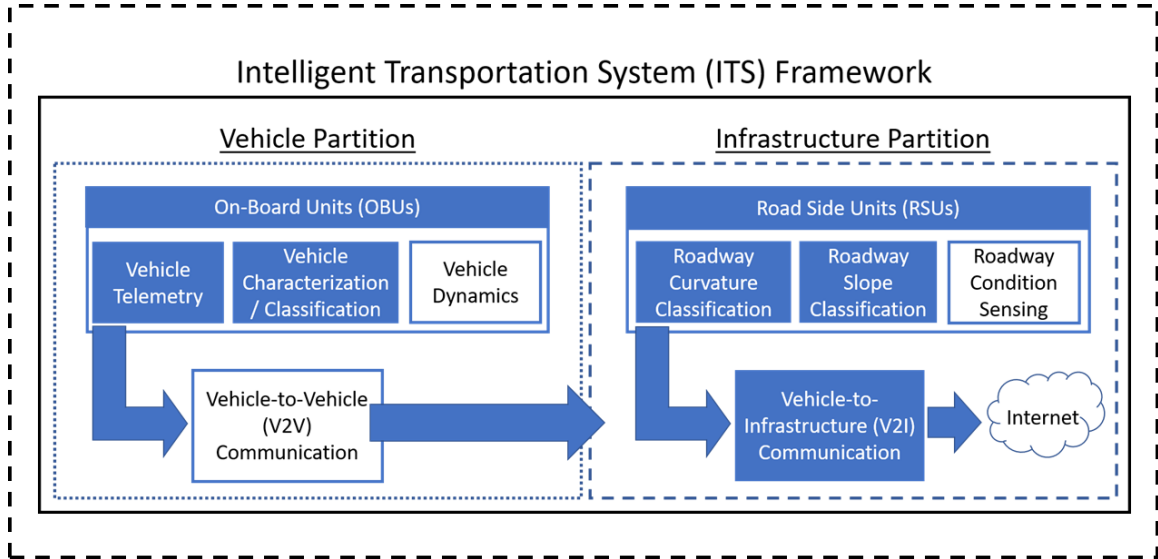 Intelligent Transportation System (ITS) Framework
Vehicle Partition
Infrastructure Partition
On-Board Units (OBUs)
Vehicle
Telemetry
Vehicle
Characterization
/ Classification
Vehicle
Dynamics
Vehicle-to-Vehicle
(V2V)
Communication
Road Side Units (RSUs)
Roadway
Curvature
Classification
Roadway
Slope
Classification
Roadway
Condition
Sensing
Vehicle-to-
Infrastructure (V2I)
Communication
Internet